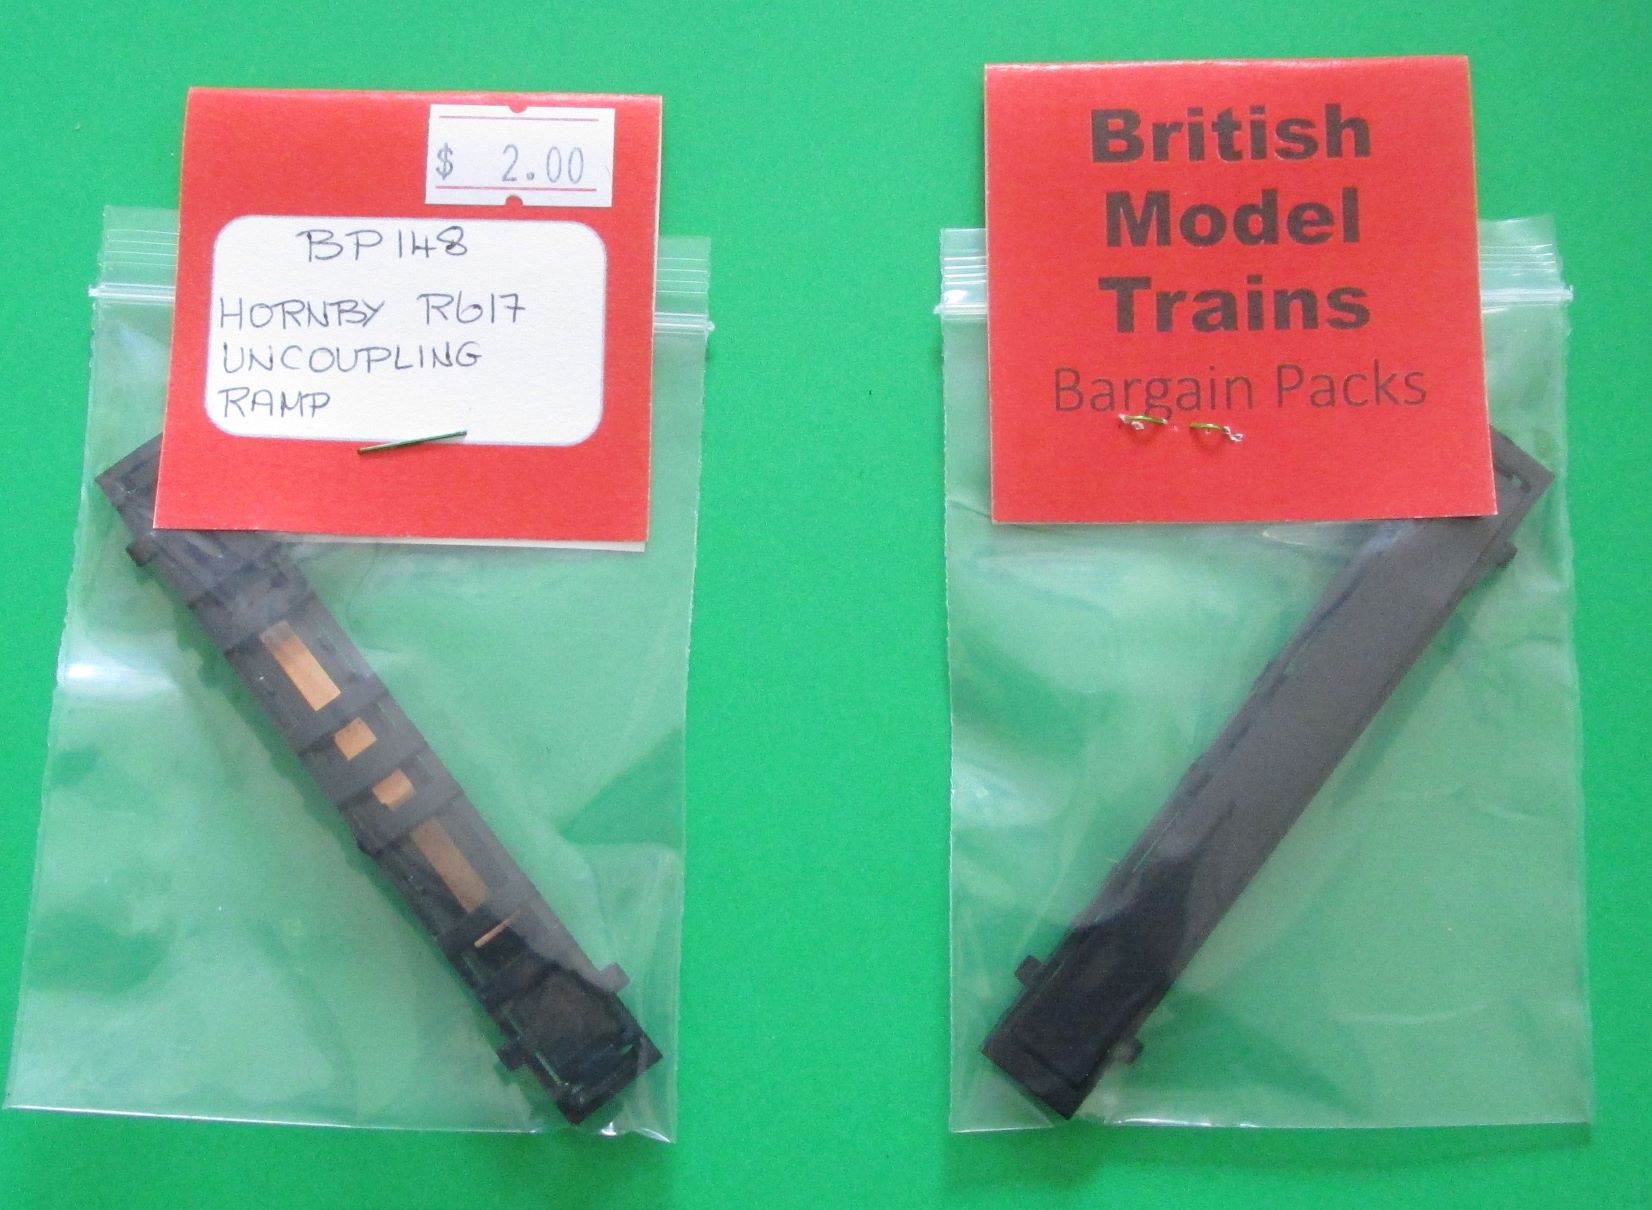 $ 2.00
BP148
HORNBY R617
UNCOUPLING
RAMP
British
Model
Trains
Bargain Packs